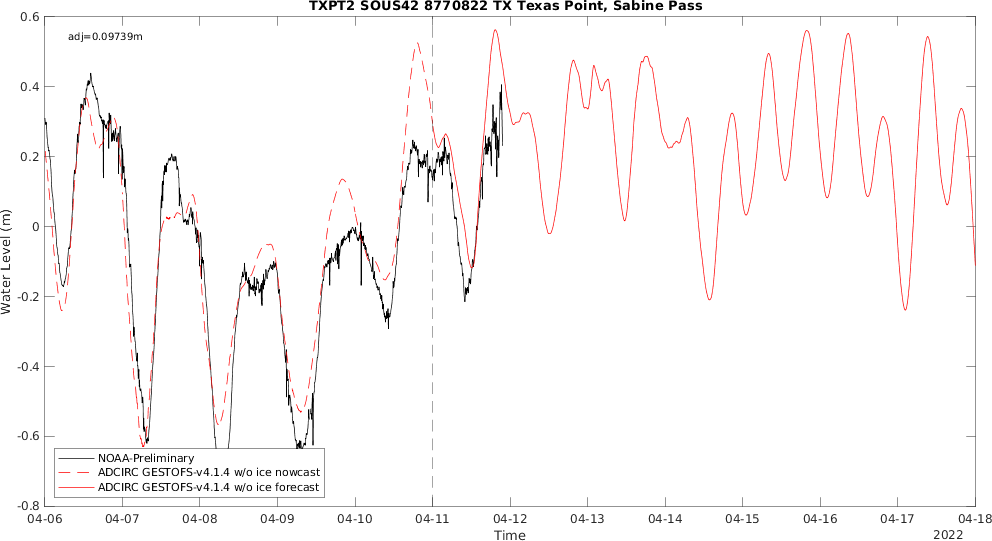 TXPT2 SOUS42 8770822 TX Texas Point, Sabine Pass
adj=0.09739m
0.6
0.4
0.2
0
-0.2
-0.4
-0.6
-0.8
Water Level (m)
NOAA-Preliminary
ADCIRC GESTOFS-v4.1.4 w/o ice nowcast
ADCIRC GESTOFS-v4.1.4 w/o ice forecast
04-06 04-07 04-08 04-09 04-10 04-11 04-12 04-13 04-14 04-15 04-16 04-17 04-18
Time
2022